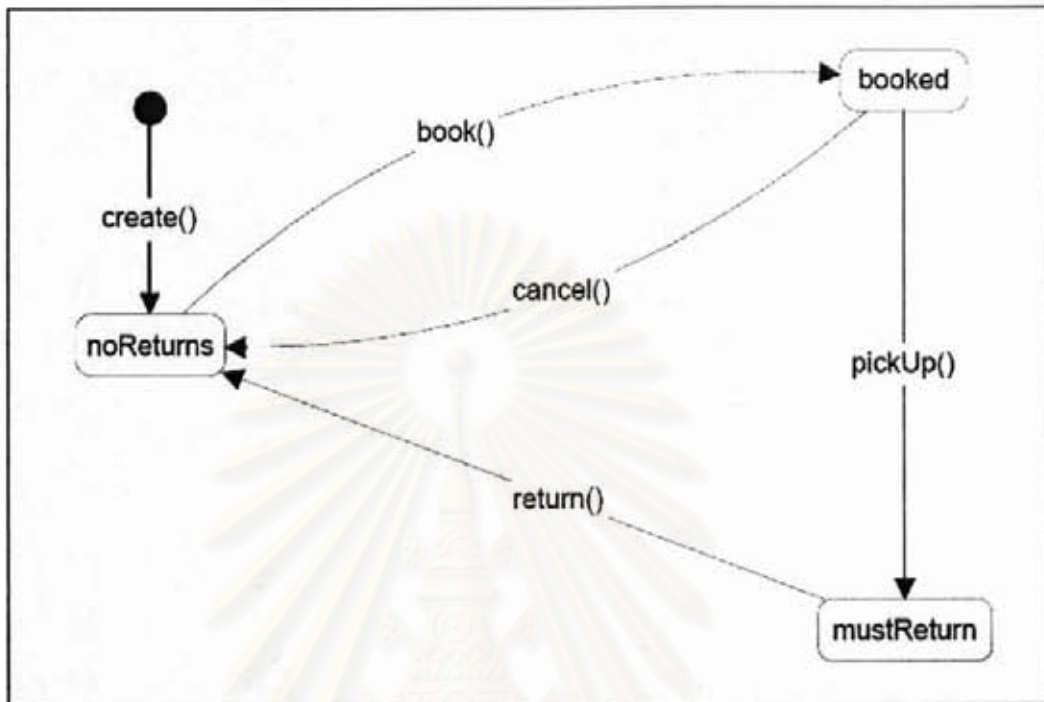 booked
book()
create()
cancel()
noReturns
pickUp()
return()
mustReturn